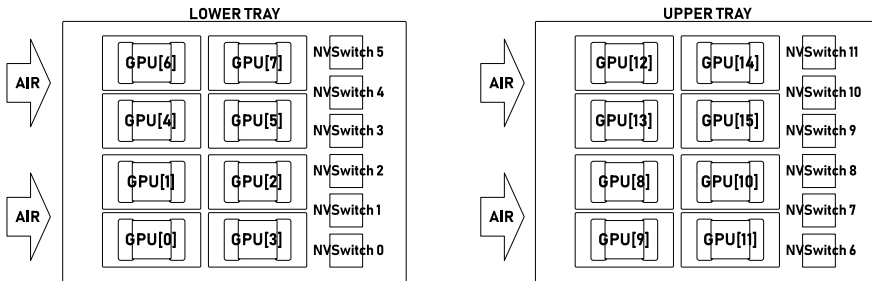 LOWER TRAY
AIR
AIR
GPU[6]
GPU[7]
GPU[4]
GPU[5]
GPU[1]
GPU[2]
GPU[0]
GPU[3]
NVSwitch 5
NVSwitch 4
NVSwitch 3
NVSwitch 2
NVSwitch 1
NVSwitch 0
UPPER TRAY
AIR
AIR
GPU[12]
GPU[14]
GPU[13]
GPU[15]
GPU[8]
GPU[10]
GPU[9]
GPU[11]
NVSwitch 11
NVSwitch 10
NVSwitch 9
NVSwitch 8
NVSwitch 7
NVSwitch 6